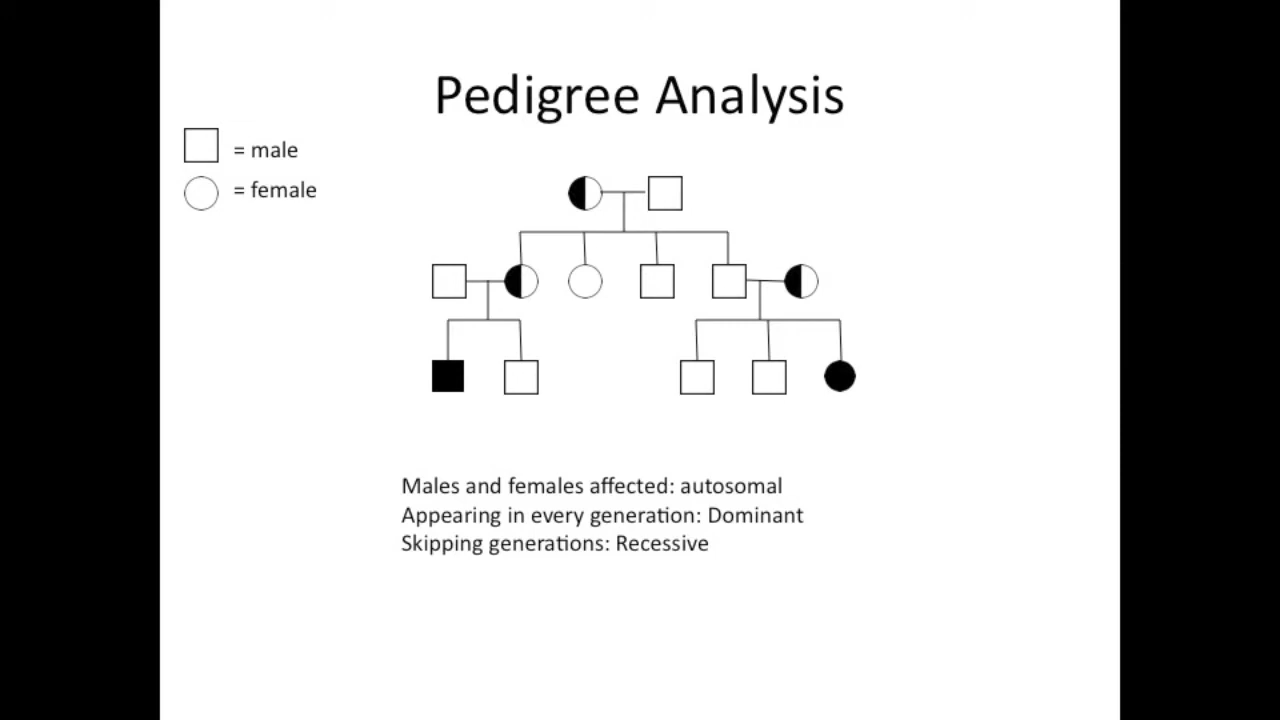 Pedigree Analysis
= male
= female
Males and females affected: autosomal
Appearing in every generation: Dominant
Skipping generations: Recessive